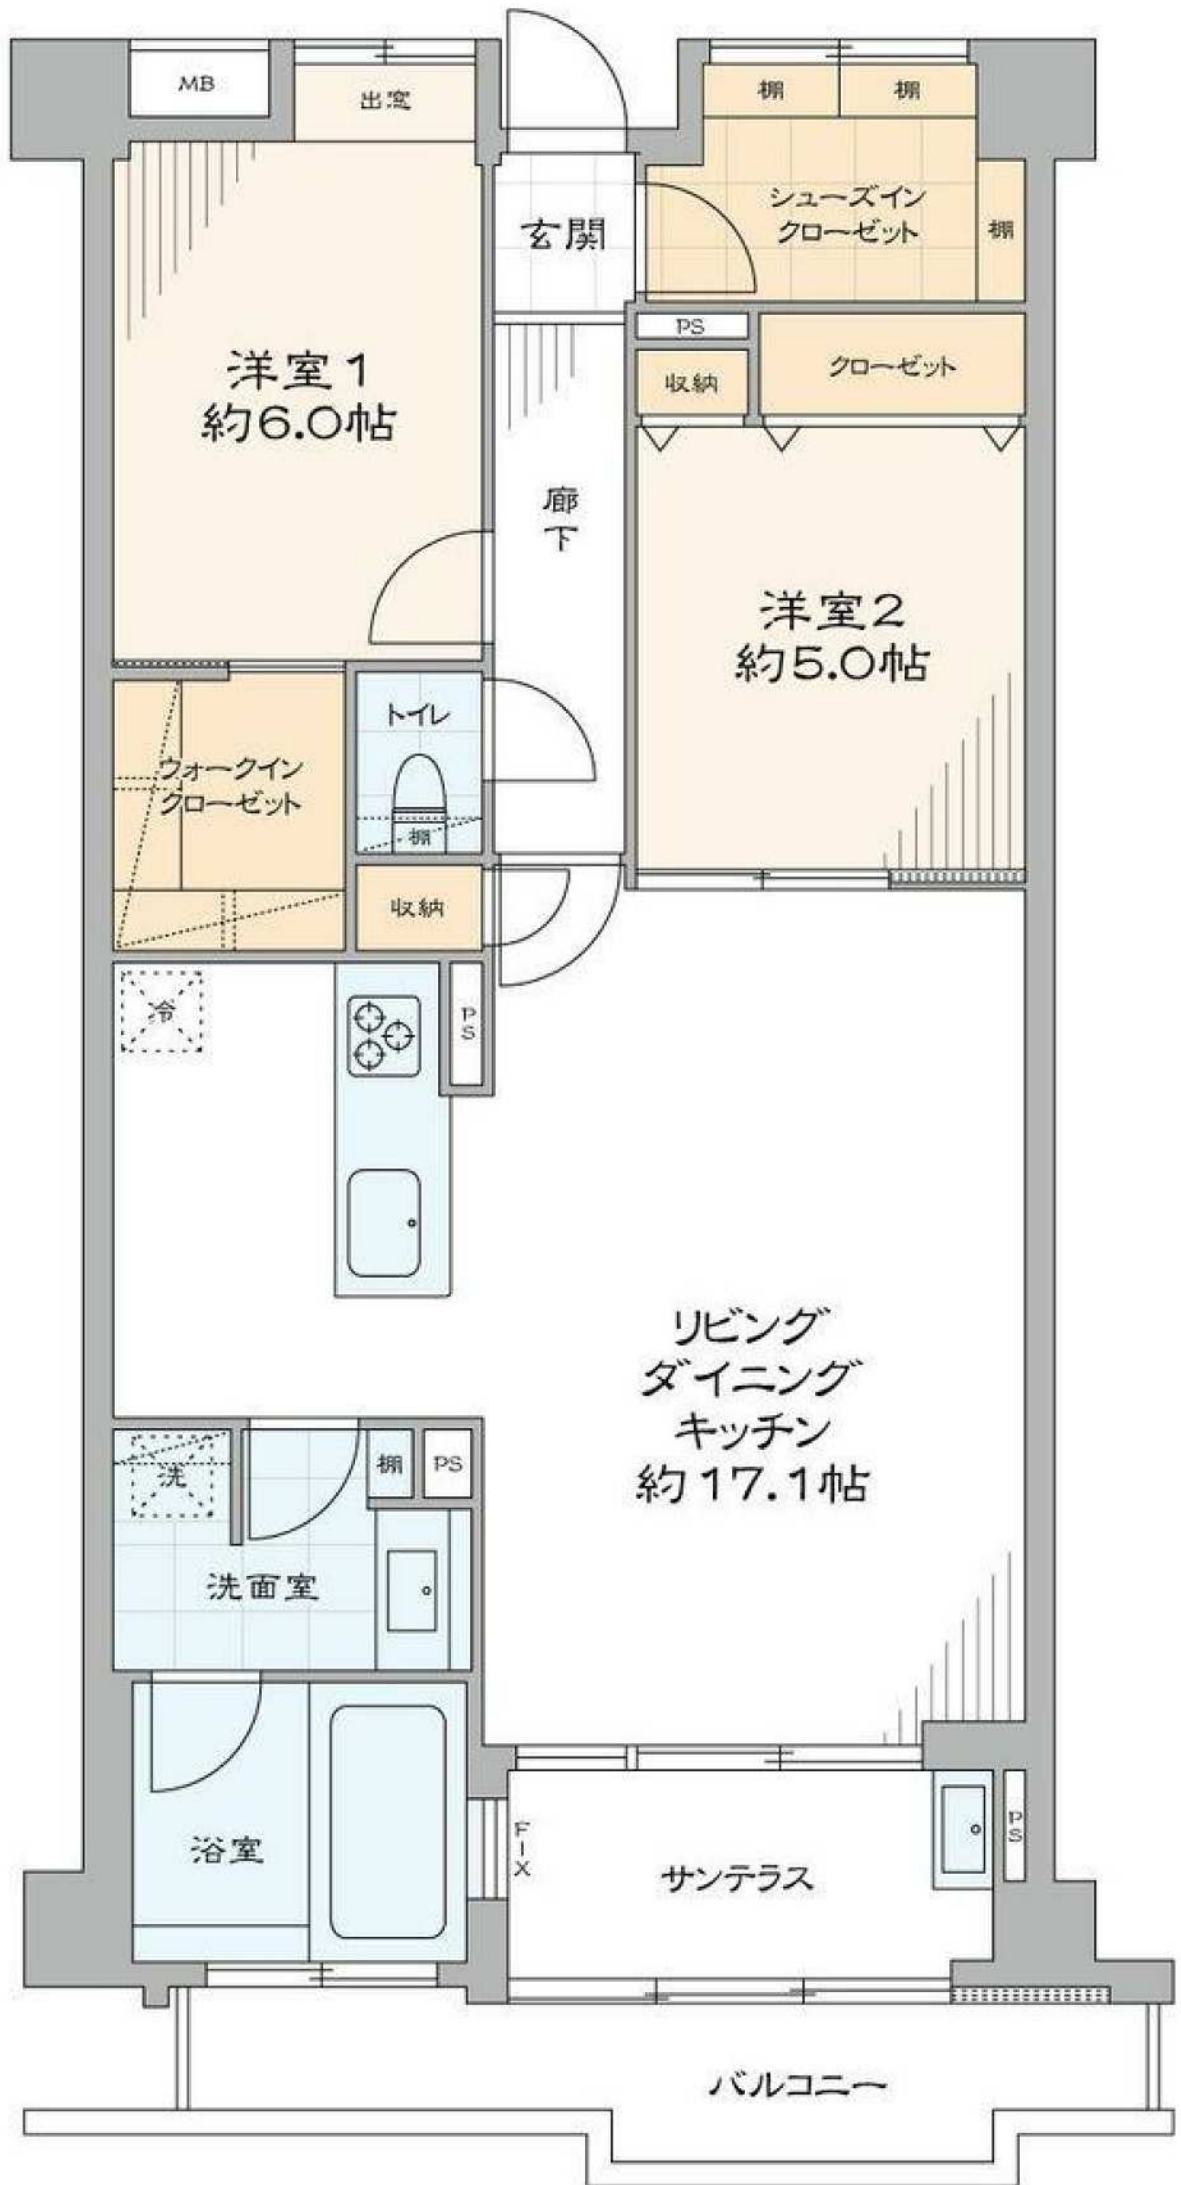 MB
出窓
棚
棚
シューズイン
クローゼット
棚
玄関
PS
収納
クローゼット
洋室1
約6.0帖
廊
下
洋室2
約5.0帖
トイレ
棚
ウォークイン
クローゼット
収納
冷
PS
リビング
ダイニング
キッチン
約17.1帖
洗
棚
PS
洗面室
浴室
FIX
サンテラス
PS
バルコニー